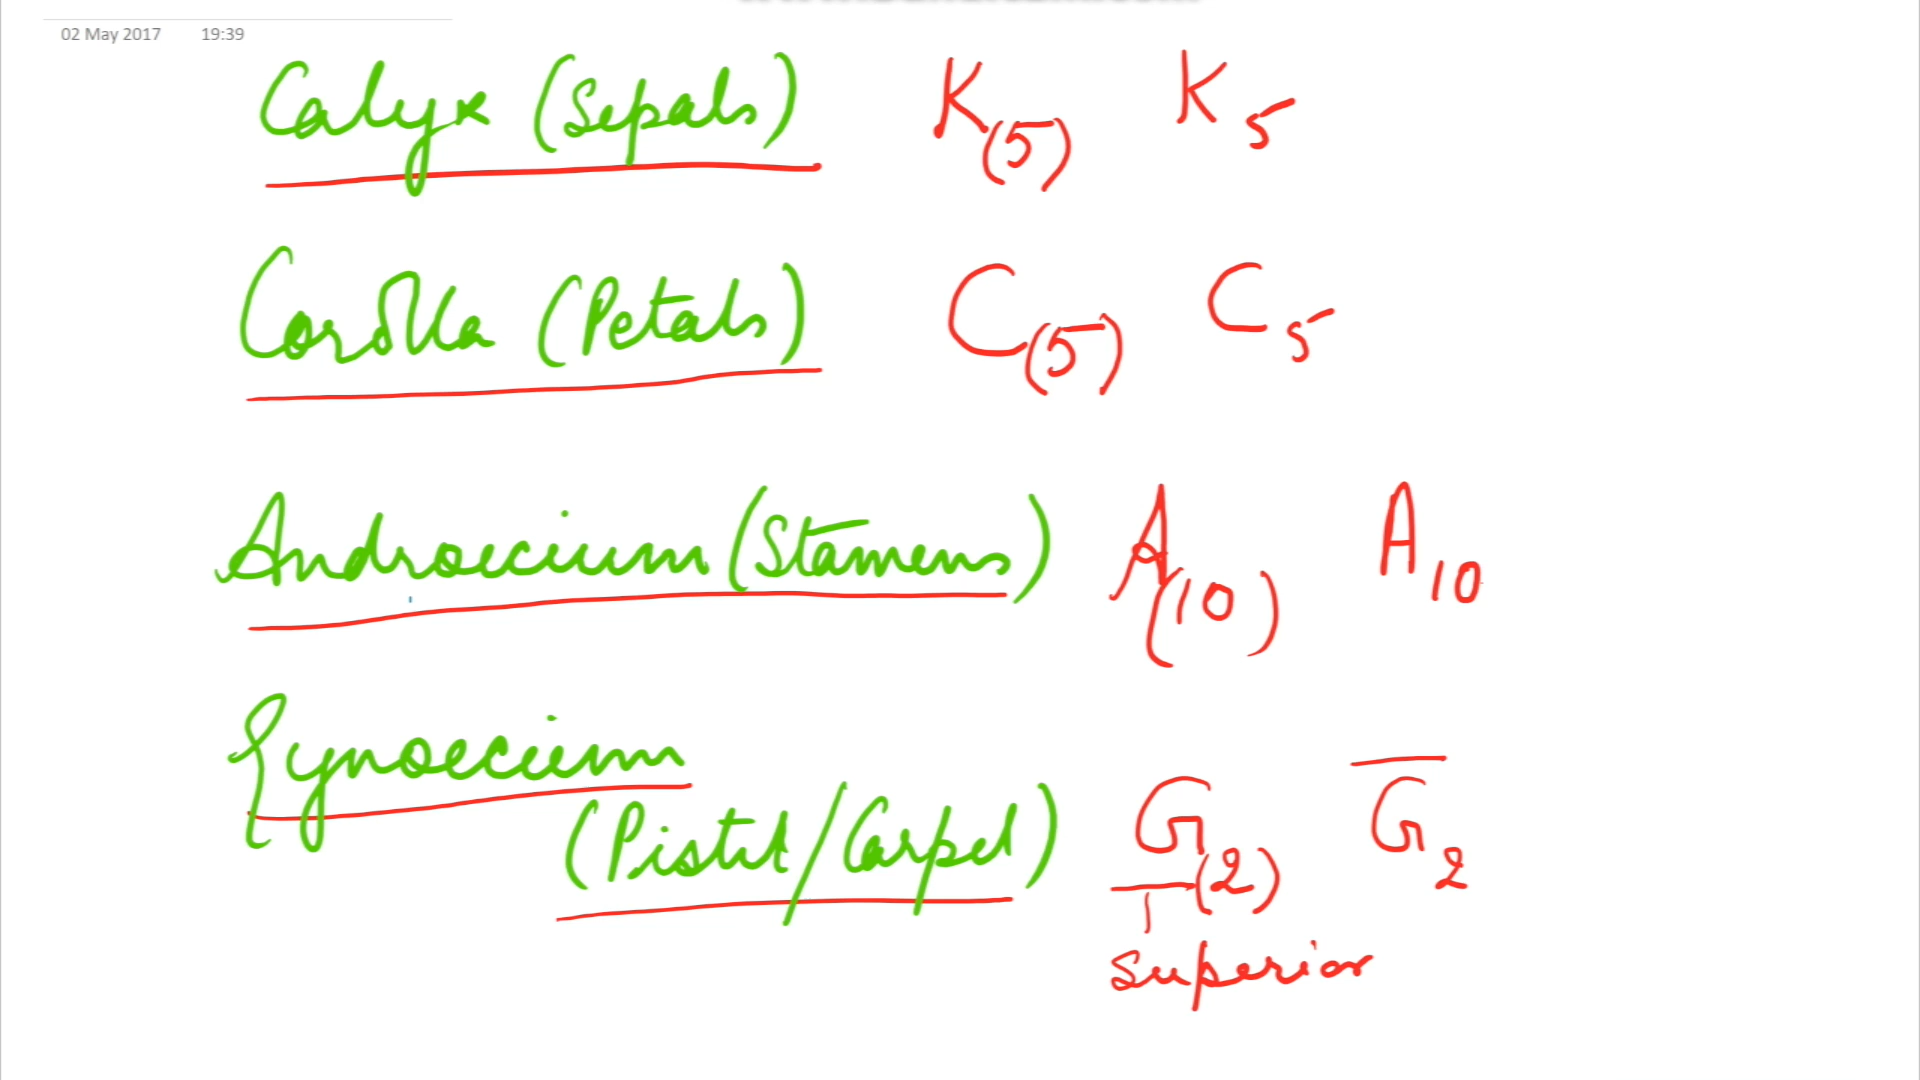 02 May 2017 19:39
Calyx (Sepals) K(5) K5
Corolla (Petals) C(5) C5
Androecium (Stamens) A(10) A10
Gynoecium
(Pistil/Carpel) G(2) G2
Superior